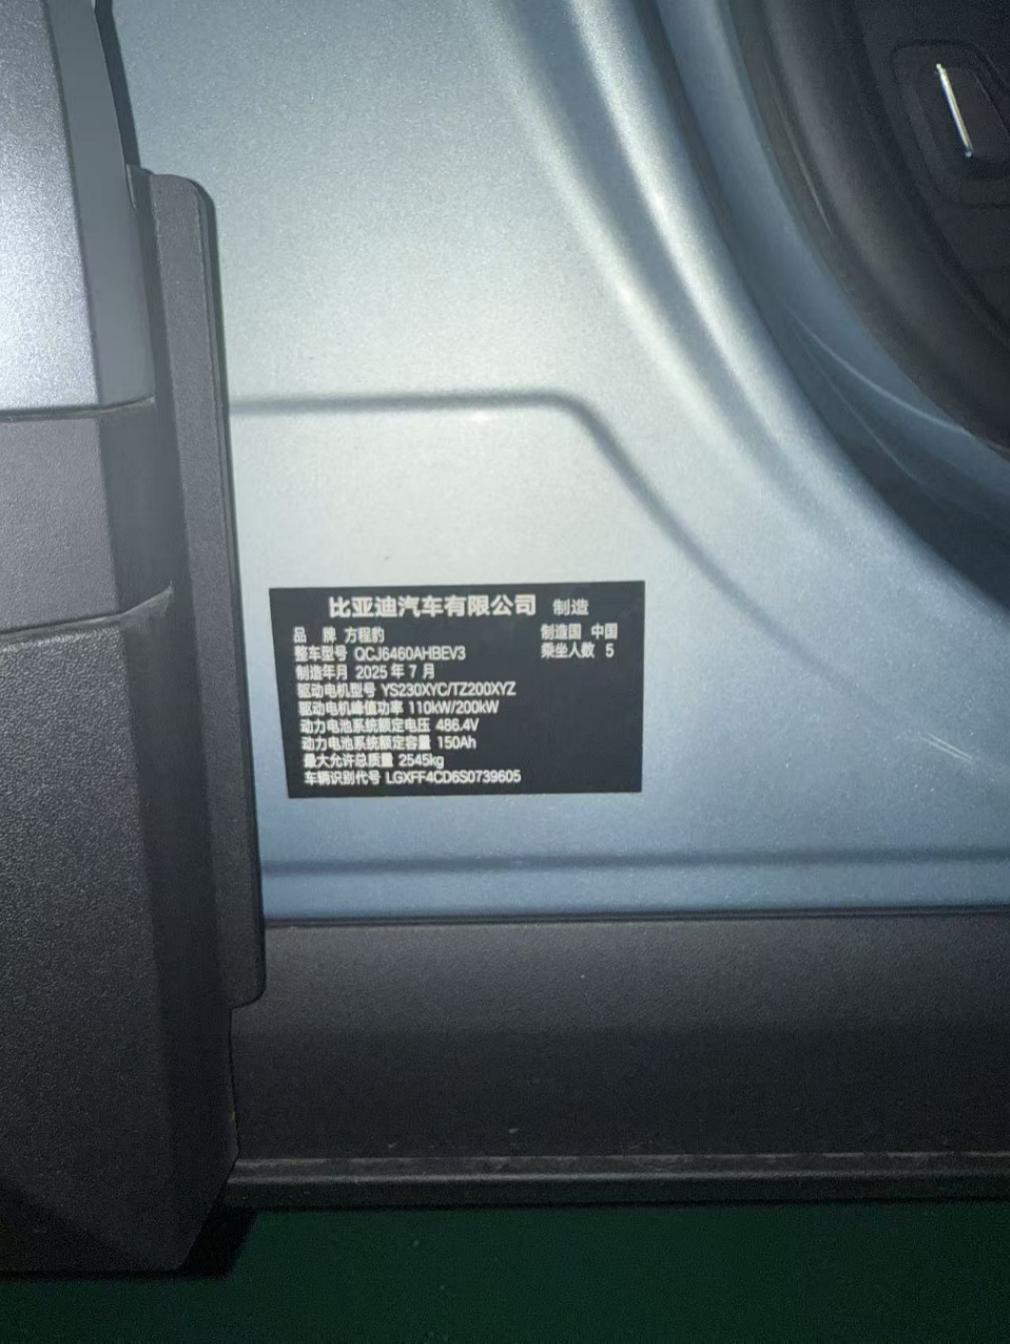 比亚迪汽车有限公司 制造
品 牌 方程豹 制造国 中国
整车型号 QCJ6460AHBEV3 乘坐人数 5
制造年月 2025 年 7 月
驱动电机型号 YS230XYC/TZ200XYZ
驱动电机峰值功率 110kW/200kW
动力电池系统额定电压 486.4V
动力电池系统额定容量 150Ah
最大允许总质量 2545kg
车辆识别代号 LGXFF4CD6S0739605